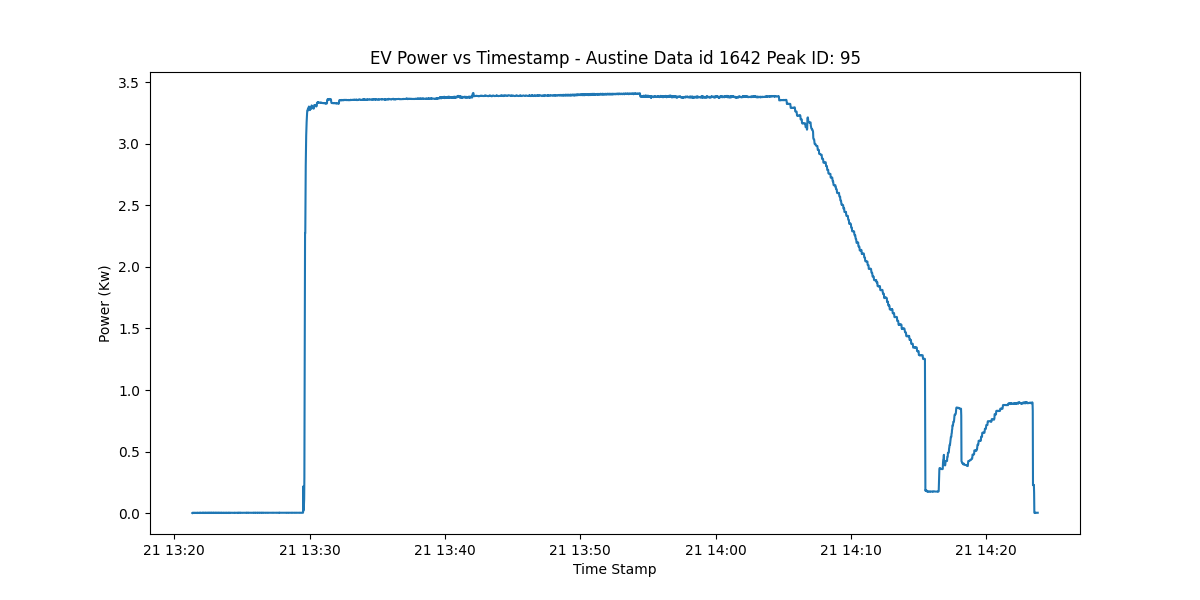 EV Power vs Timestamp - Austine Data id 1642 Peak ID: 95
Power (Kw)
3.5
3.0
2.5
2.0
1.5
1.0
0.5
0.0
21 13:20 21 13:30 21 13:40 21 13:50 21 14:00 21 14:10 21 14:20
Time Stamp